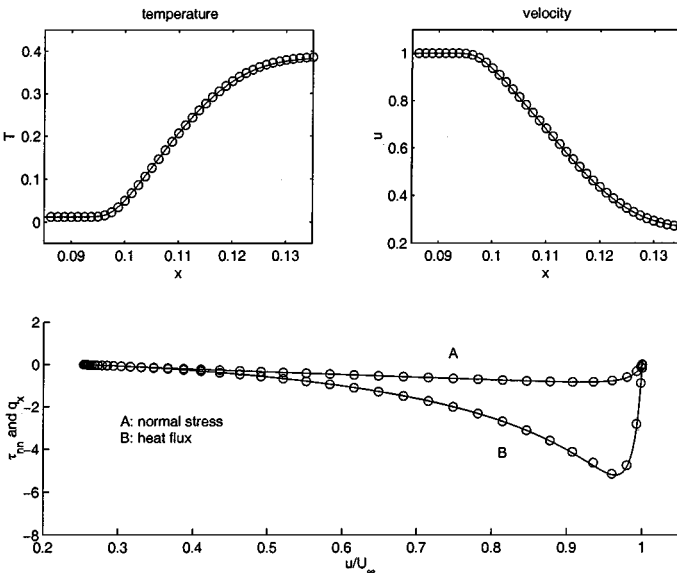 temperature
velocity
0.4
0.3
0.2
0.1
0
T
0.09 0.1 0.11 0.12 0.13
x
1
0.8
0.6
0.4
0.2
u
0.09 0.1 0.11 0.12 0.13
x
2
0
−2
−4
−6
−8
τnn and qx
A
B
A: normal stress
B: heat flux
0.2 0.3 0.4 0.5 0.6 0.7 0.8 0.9 1
u/U∞